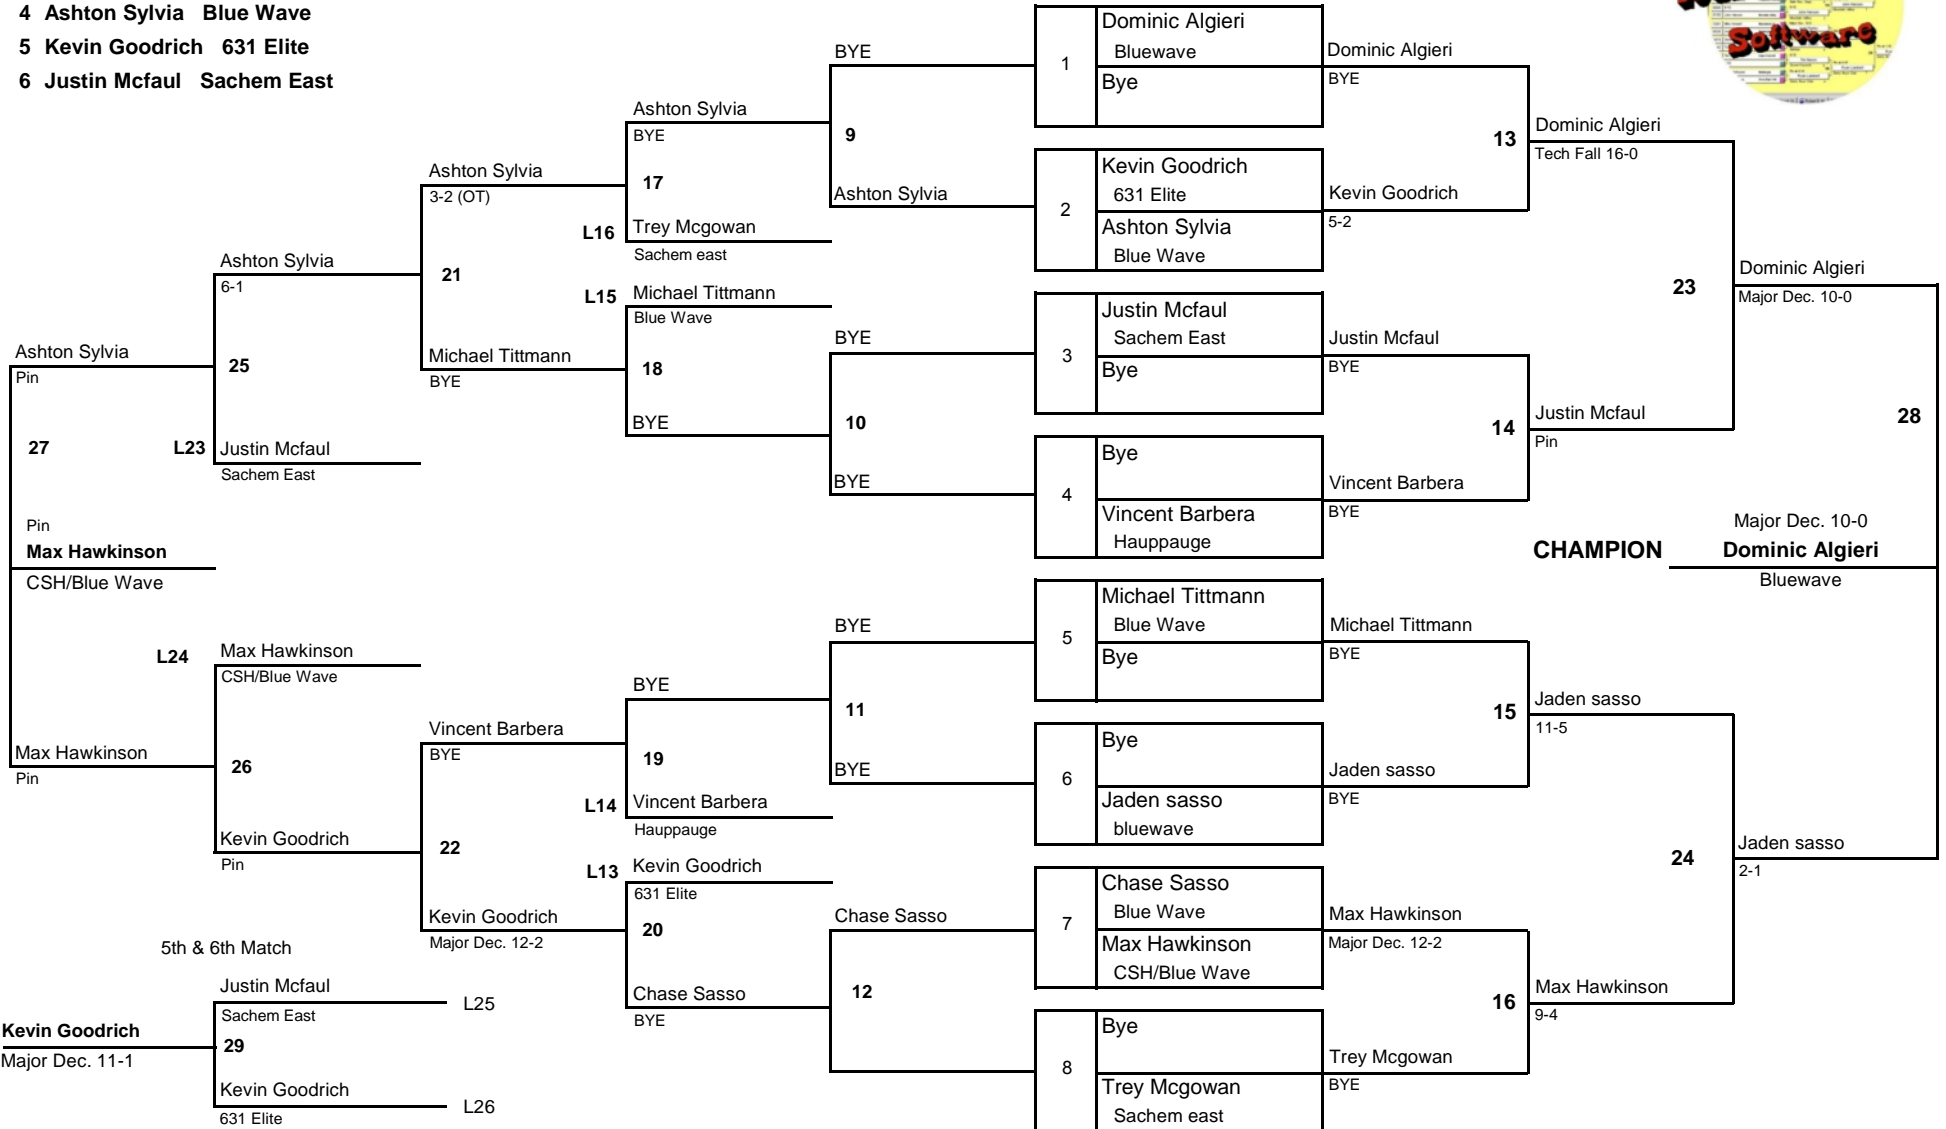 4 Ashton Sylvia Blue Wave
5 Kevin Goodrich 631 Elite
6 Justin Mcfaul Sachem East
Software
Ashton Sylvia
Pin
27
Pin
Max Hawkinson
CSH/Blue Wave
Max Hawkinson
Pin
5th & 6th Match
Kevin Goodrich
Major Dec. 11-1
Ashton Sylvia
6-1
25
L23
Justin Mcfaul
Sachem East
L24
Max Hawkinson
CSH/Blue Wave
26
Kevin Goodrich
Pin
Justin Mcfaul
L25
Sachem East
29
Kevin Goodrich
L26
631 Elite
Ashton Sylvia
3-2 (OT)
21
Michael Tittmann
BYE
Vincent Barbera
BYE
22
Kevin Goodrich
Major Dec. 12-2
Ashton Sylvia
BYE
17
L16
Trey Mcgowan
Sachem east
L15
Michael Tittmann
Blue Wave
18
BYE
BYE
19
L14
Vincent Barbera
Hauppauge
L13
Kevin Goodrich
631 Elite
20
Chase Sasso
BYE
BYE
9
Ashton Sylvia
BYE
10
BYE
BYE
11
BYE
Chase Sasso
12
1
Dominic Algieri
Bluewave
Bye
2
Kevin Goodrich
631 Elite
Ashton Sylvia
Blue Wave
3
Justin Mcfaul
Sachem East
Bye
4
Bye
Vincent Barbera
Hauppauge
5
Michael Tittmann
Blue Wave
Bye
6
Bye
Jaden sasso
bluewave
7
Chase Sasso
Blue Wave
Max Hawkinson
CSH/Blue Wave
8
Bye
Trey Mcgowan
Sachem east
Dominic Algieri
BYE
13
Kevin Goodrich
5-2
Justin Mcfaul
BYE
14
Vincent Barbera
BYE
Michael Tittmann
BYE
15
Jaden sasso
BYE
Max Hawkinson
Major Dec. 12-2
16
Trey Mcgowan
BYE
Dominic Algieri
Tech Fall 16-0
23
Justin Mcfaul
Pin
Jaden sasso
11-5
24
Max Hawkinson
9-4
Dominic Algieri
Major Dec. 10-0
28
Jaden sasso
2-1
Major Dec. 10-0
CHAMPION
Dominic Algieri
Bluewave